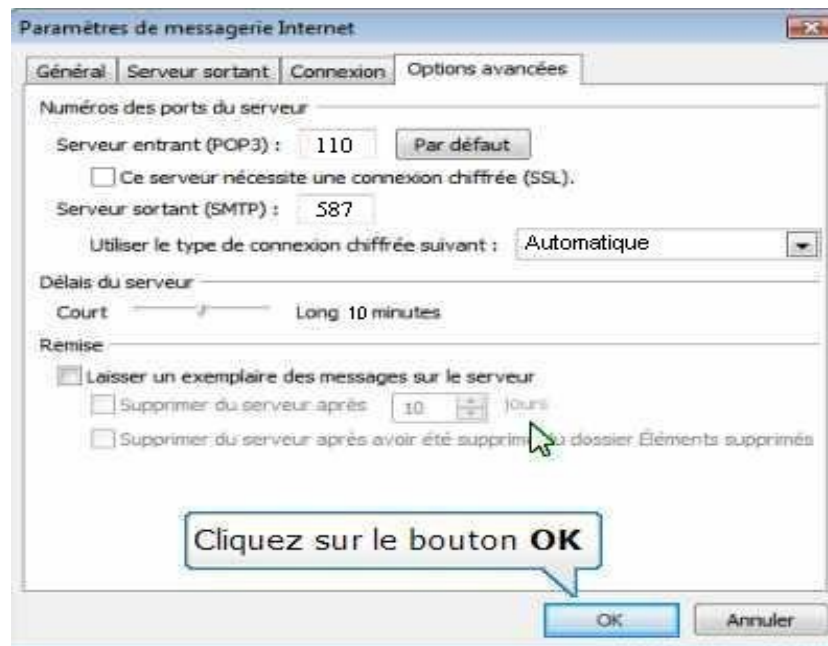 Paramètres de messagerie Internet
Général Serveur sortant Connexion Options avancées
Numéros des ports du serveur
Serveur entrant (POP3) : 110 Par défaut
Ce serveur nécessite une connexion chiffrée (SSL).
Serveur sortant (SMTP) : 587
Utiliser le type de connexion chiffrée suivant : Automatique
Délais du serveur
Court Long 10 minutes
Remise
Laisser un exemplaire des messages sur le serveur
Supprimer du serveur après 10 jours
Supprimer du serveur après avoir été supprimé du dossier Éléments supprimés
Cliquez sur le bouton OK
OK Annuler